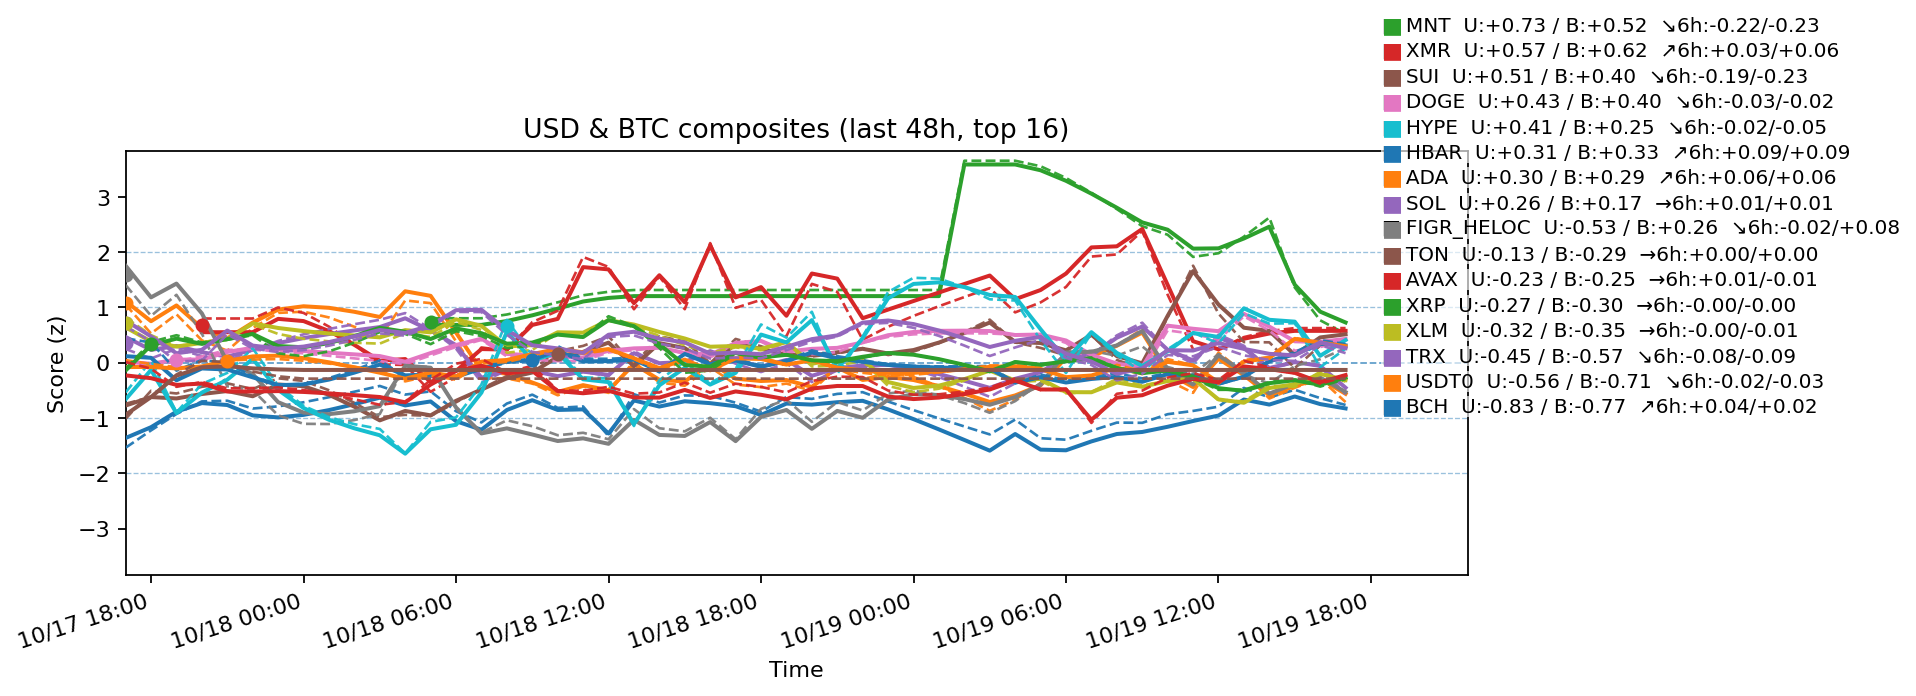 MNT  U:+0.73 / B:+0.52  ↘6h:-0.22/-0.23
XMR  U:+0.57 / B:+0.62  ↗6h:+0.03/+0.06
SUI  U:+0.51 / B:+0.40  ↘6h:-0.19/-0.23
DOGE  U:+0.43 / B:+0.40  ↘6h:-0.03/-0.02
HYPE  U:+0.41 / B:+0.25  ↘6h:-0.02/-0.05
HBAR  U:+0.31 / B:+0.33  ↗6h:+0.09/+0.09
ADA  U:+0.30 / B:+0.29  ↗6h:+0.06/+0.06
SOL  U:+0.26 / B:+0.17  →6h:+0.01/+0.01
FIGR_HELOC  U:-0.53 / B:+0.26  ↘6h:-0.02/+0.08
TON  U:-0.13 / B:-0.29  →6h:+0.00/+0.00
AVAX  U:-0.23 / B:-0.25  →6h:+0.01/-0.01
XRP  U:-0.27 / B:-0.30  →6h:-0.00/-0.00
XLM  U:-0.32 / B:-0.35  →6h:-0.00/-0.01
TRX  U:-0.45 / B:-0.57  ↘6h:-0.08/-0.09
USDT0  U:-0.56 / B:-0.71  ↘6h:-0.02/-0.03
BCH  U:-0.83 / B:-0.77  ↗6h:+0.04/+0.02
USD & BTC composites (last 48h, top 16)
Score (z)
3
2
1
0
−1
−2
−3
10/17 18:00
10/18 00:00
10/18 06:00
10/18 12:00
10/18 18:00
10/19 00:00
10/19 06:00
10/19 12:00
10/19 18:00
Time